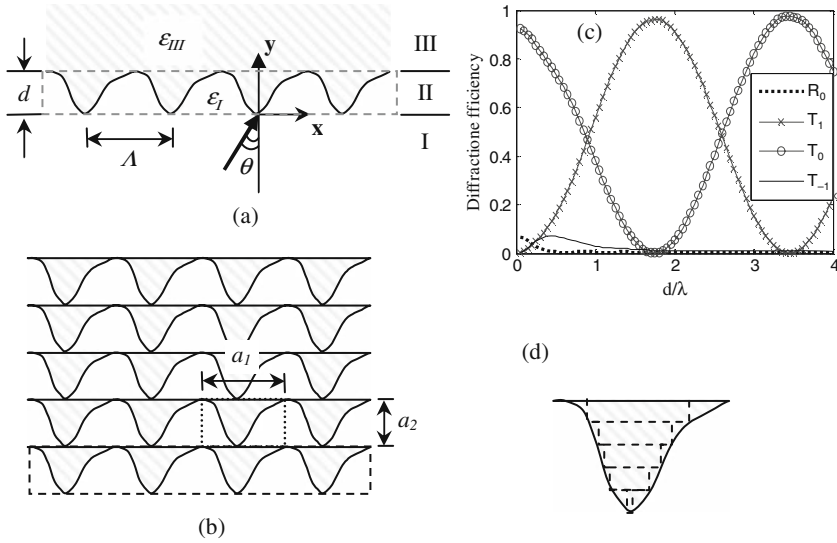 ε_III
y
III
d
ε_I
II
x
Λ
θ
I
(a)
a_1
a_2
(b)
(c)
1
0.8
0.6
0.4
0.2
0
Diffractione fficiency
R_0
T_1
T_0
T_{-1}
0 1 2 3 4
d/λ
(d)